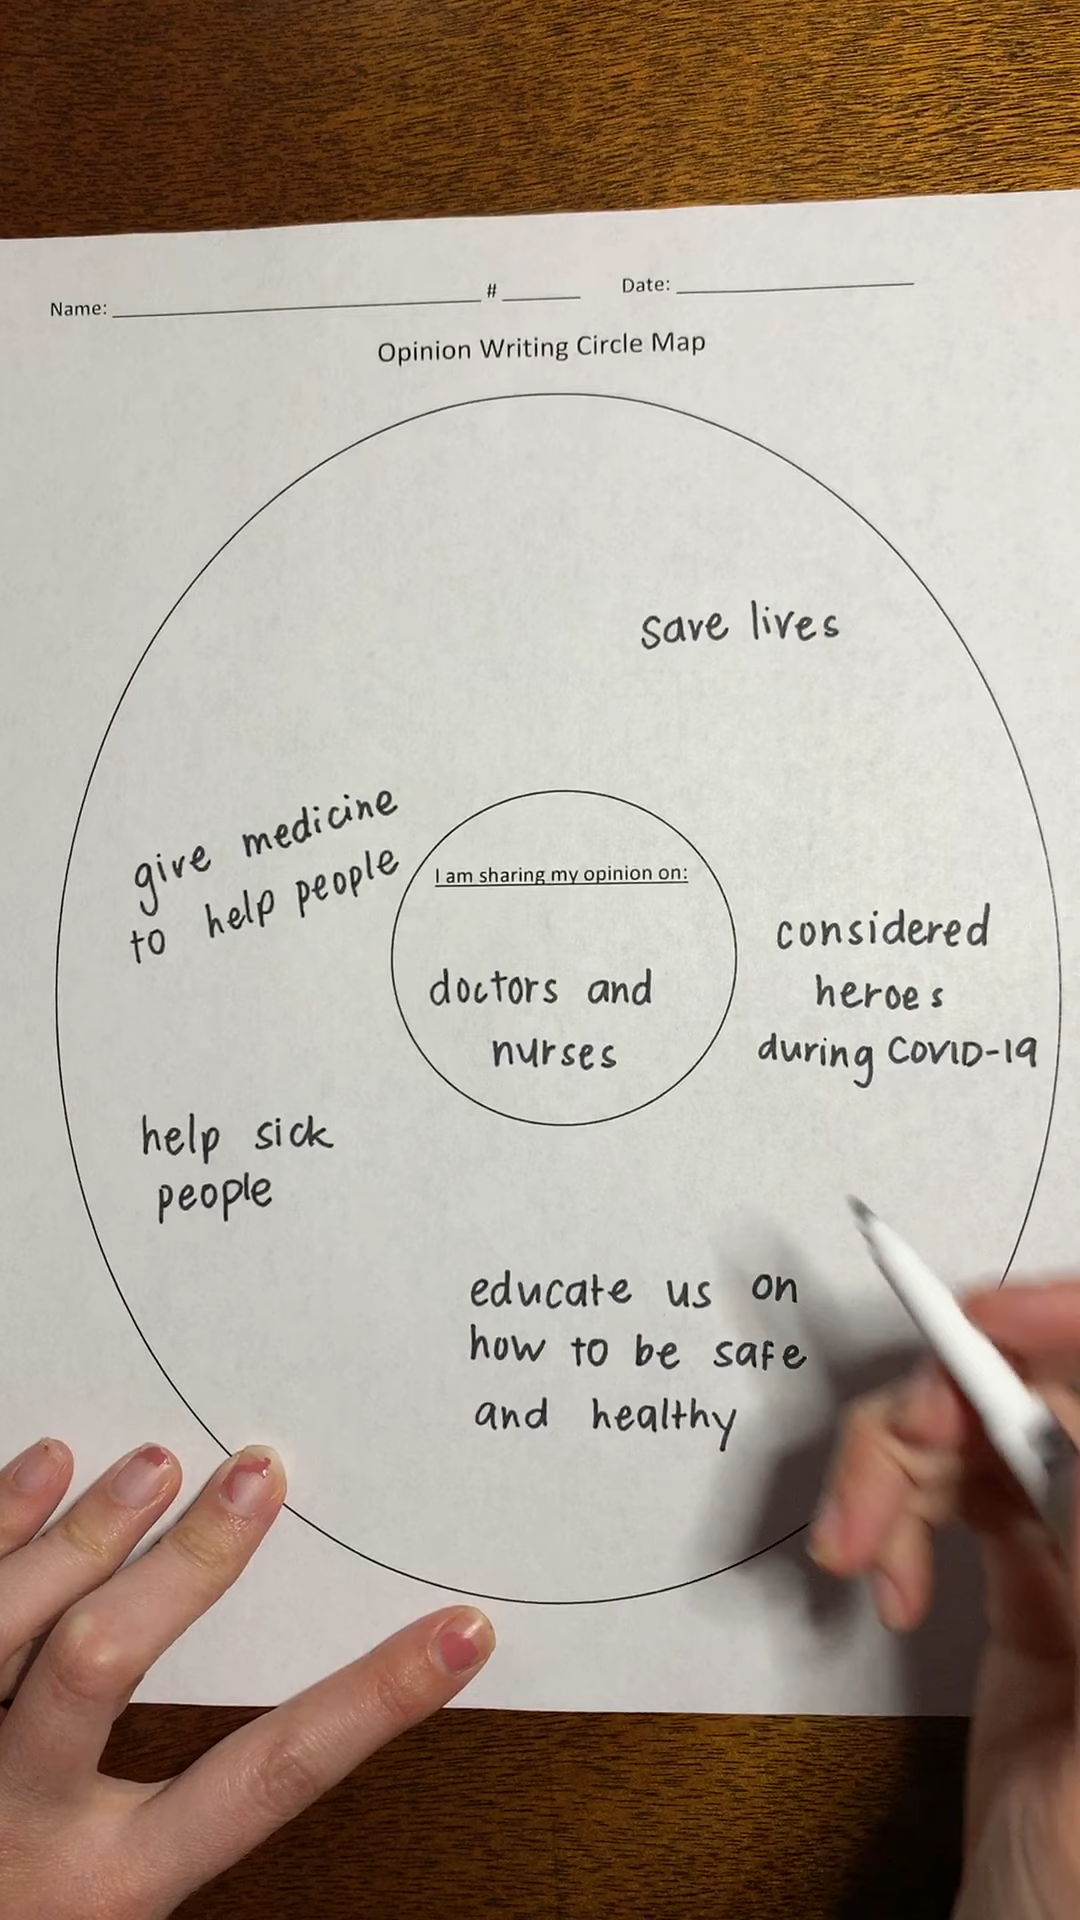 Name: # Date:
Opinion Writing Circle Map
save lives
give medicine
to help people
I am sharing my opinion on:
doctors and
nurses
considered
heroes
during COVID-19
help sick
people
educate us on
how to be safe
and healthy